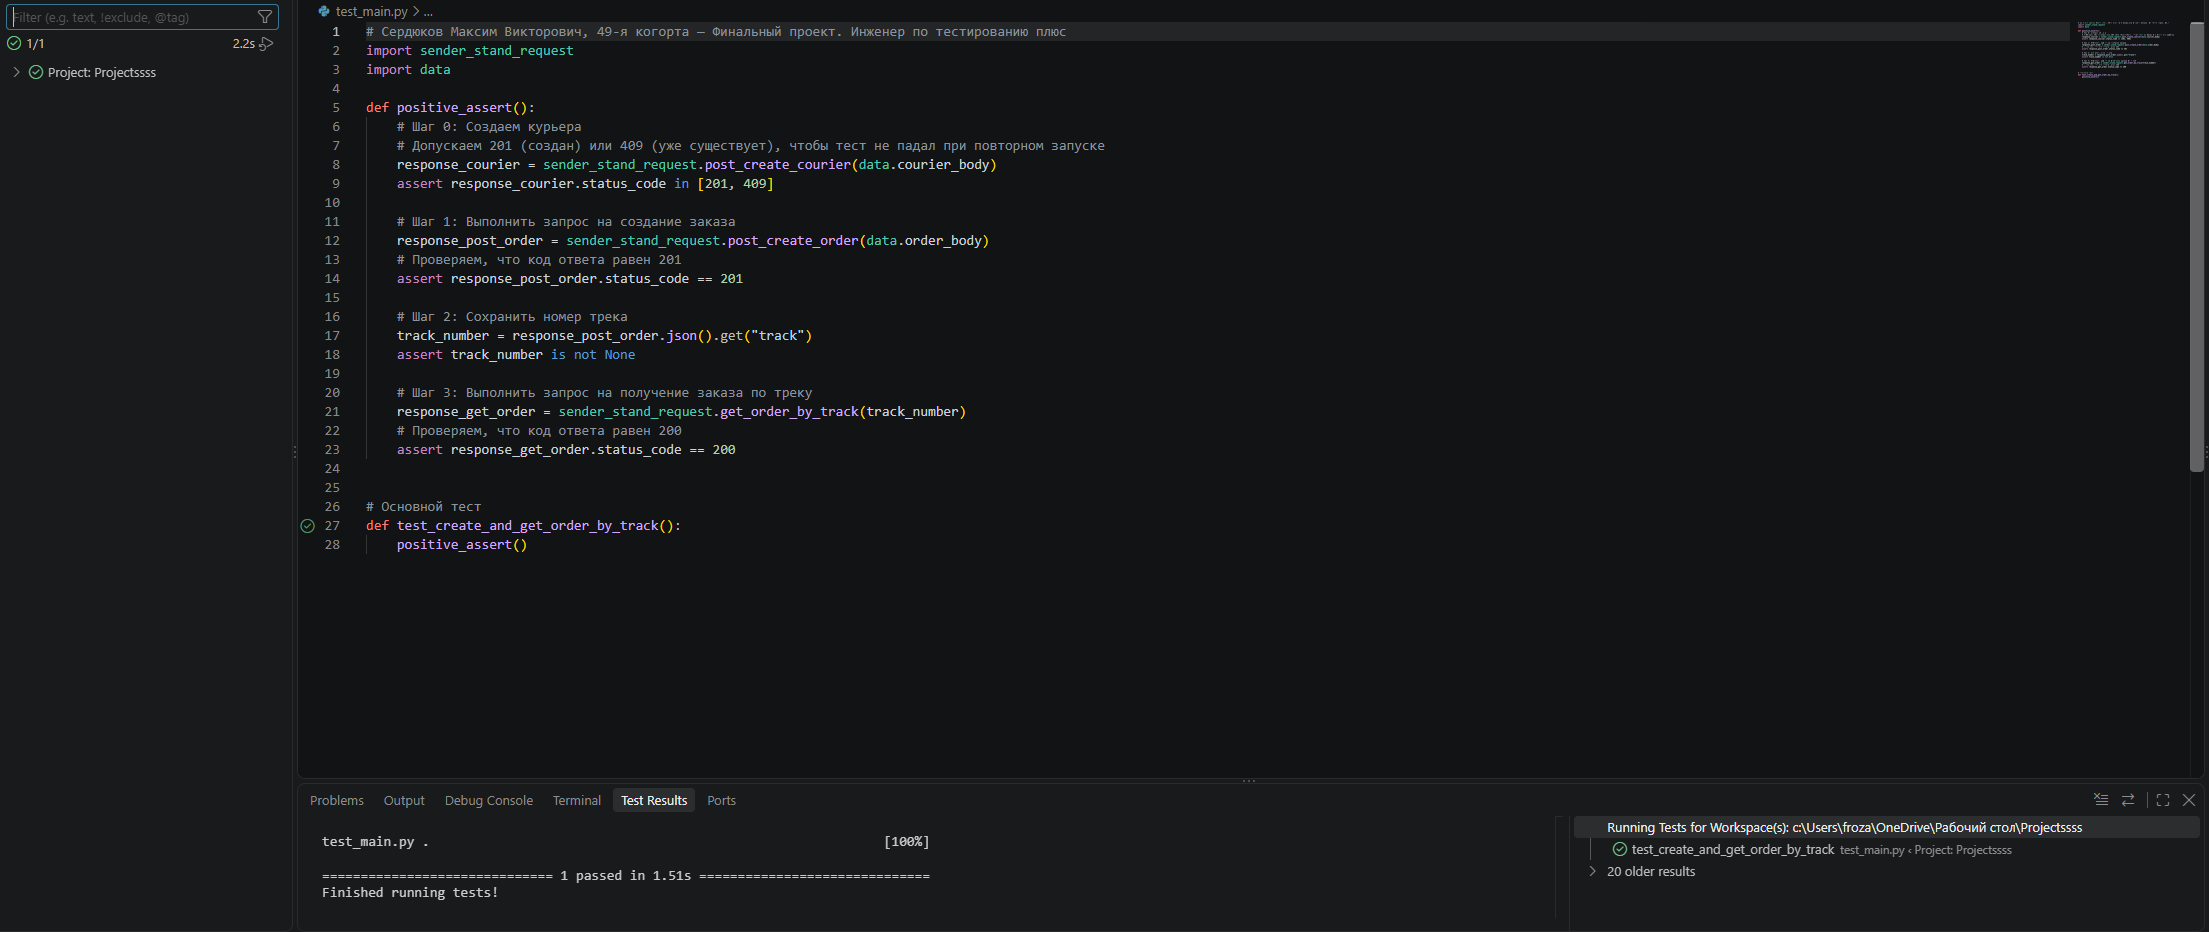 Filter (e.g. text, !exclude, @tag)
1/1
2.2s
Project: Projectssss
test_main.py > ...
1 # Сердюков Максим Викторович, 49-я когорта — Финальный проект. Инженер по тестированию плюс
2 import sender_stand_request
3 import data
4
5 def positive_assert():
6 # Шаг 0: Создаем курьера
7 # Допускаем 201 (создан) или 409 (уже существует), чтобы тест не падал при повторном запуске
8 response_courier = sender_stand_request.post_create_courier(data.courier_body)
9 assert response_courier.status_code in [201, 409]
10
11 # Шаг 1: Выполнить запрос на создание заказа
12 response_post_order = sender_stand_request.post_create_order(data.order_body)
13 # Проверяем, что код ответа равен 201
14 assert response_post_order.status_code == 201
15
16 # Шаг 2: Сохранить номер трека
17 track_number = response_post_order.json().get("track")
18 assert track_number is not None
19
20 # Шаг 3: Выполнить запрос на получение заказа по треку
21 response_get_order = sender_stand_request.get_order_by_track(track_number)
22 # Проверяем, что код ответа равен 200
23 assert response_get_order.status_code == 200
24
25
26 # Основной тест
27 def test_create_and_get_order_by_track():
28 positive_assert()
Problems Output Debug Console Terminal Test Results Ports
test_main.py . [100%]
============================== 1 passed in 1.51s ==============================
Finished running tests!
Running Tests for Workspace(s): c:\Users\froza\OneDrive\Рабочий стол\Projectssss
test_create_and_get_order_by_track test_main.py ‹ Project: Projectssss
20 older results